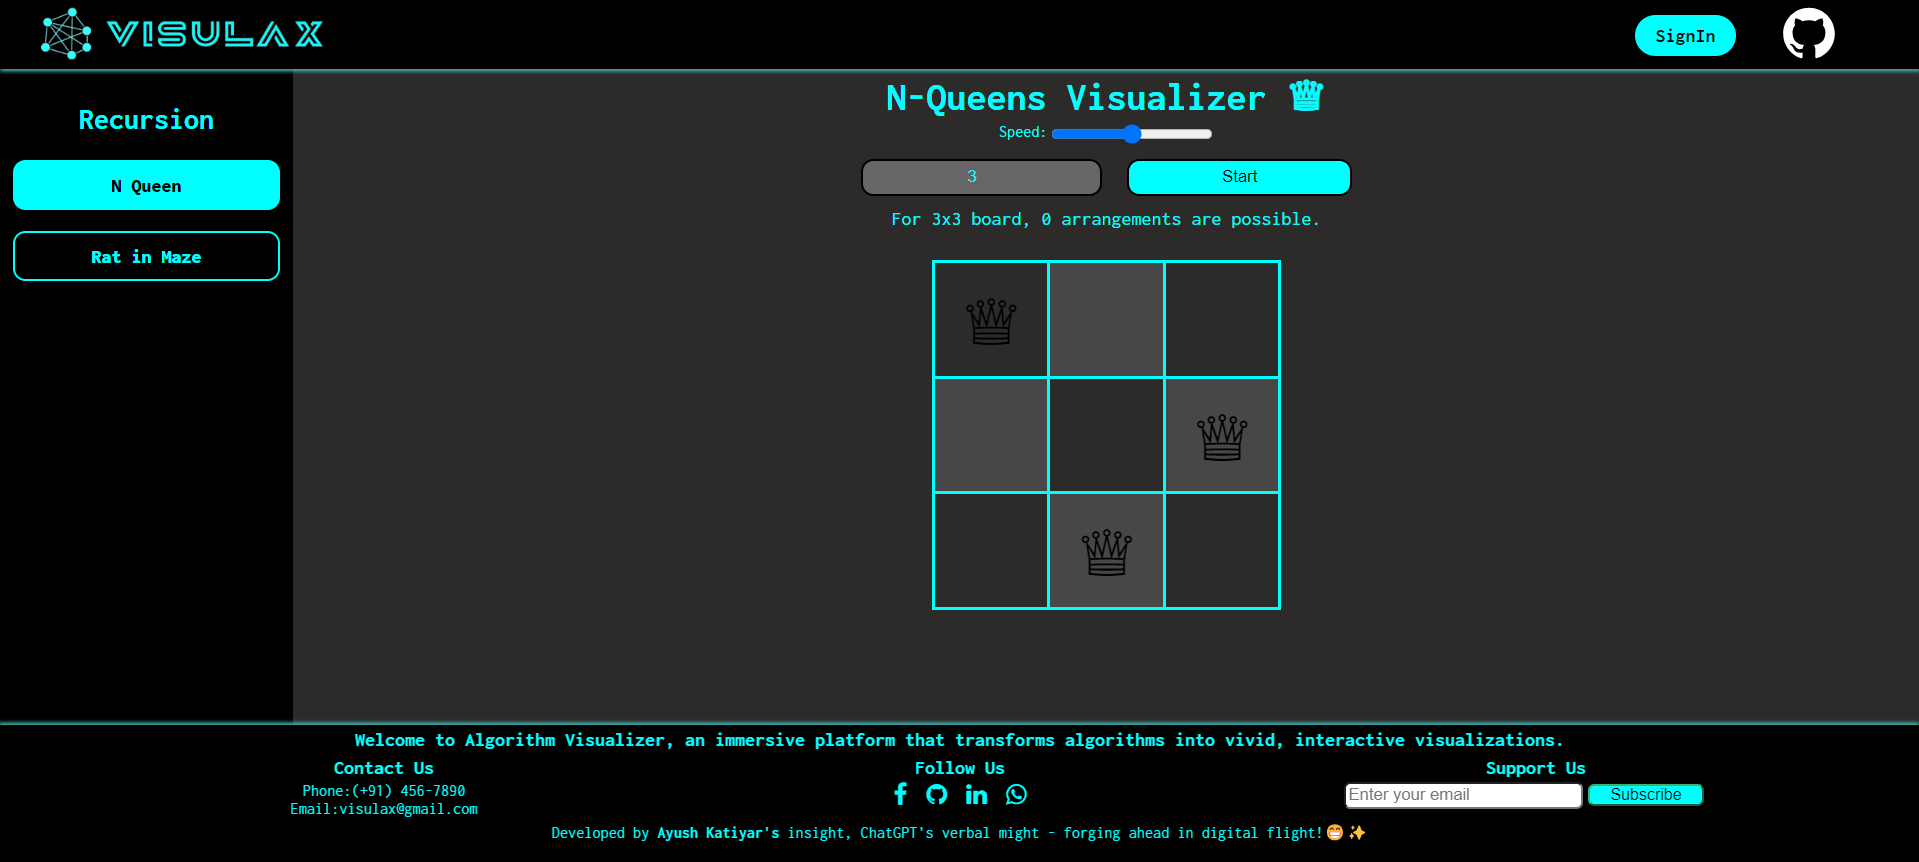 VISULAX
SignIn
Recursion
N Queen
Rat in Maze
N-Queens Visualizer ♛
Speed:
3
Start
For 3x3 board, 0 arrangements are possible.
♕
♕
♕
Welcome to Algorithm Visualizer, an immersive platform that transforms algorithms into vivid, interactive visualizations.
Contact Us
Phone:(+91) 456-7890
Email:visulax@gmail.com
Follow Us
Support Us
Enter your email
Subscribe
Developed by Ayush Katiyar's insight, ChatGPT's verbal might - forging ahead in digital flight!😁✨